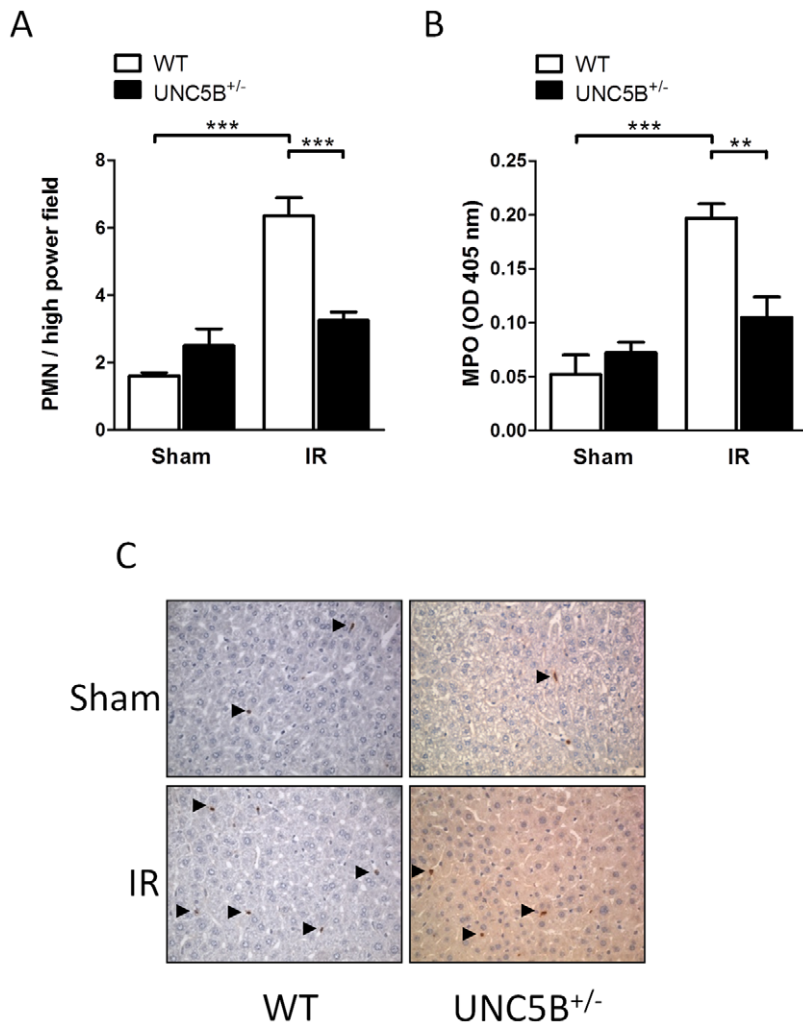 A
WT
UNC5B+/-
***
***
PMN / high power field
8
6
4
2
0
Sham IR
B
WT
UNC5B+/-
***
**
MPO (OD 405 nm)
0.25
0.20
0.15
0.10
0.05
0.00
Sham IR
C
Sham
IR
WT UNC5B+/-